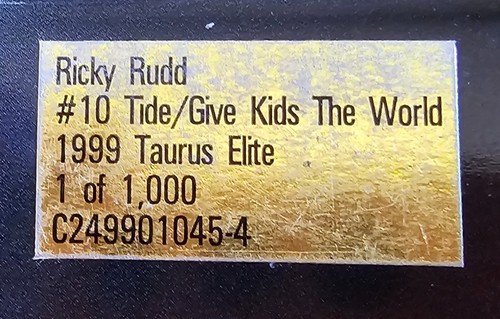 Ricky Rudd
#10 Tide/Give Kids The World
1999 Taurus Elite
1 of 1,000
C249901045-4